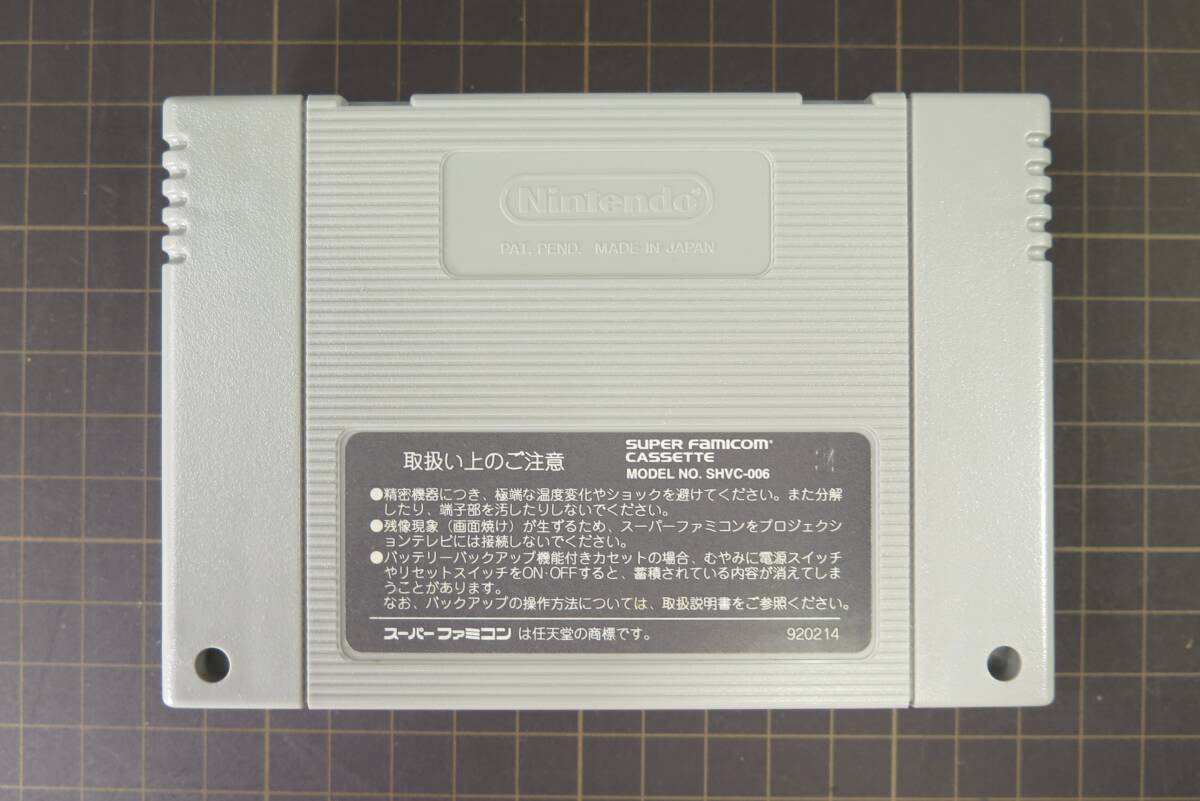 Nintendo®
PAT. PEND. MADE IN JAPAN
取扱い上のご注意
SUPER FAMICOM®
CASSETTE
MODEL NO. SHVC-006
●精密機器につき、極端な温度変化やショックを避けてください。また分解
したり、端子部を汚したりしないでください。
●残像現象（画面焼け）が生ずるため、スーパーファミコンをプロジェクシ
ョンテレビには接続しないでください。
●バッテリーバックアップ機能付きカセットの場合、むやみに電源スイッチ
やリセットスイッチをON・OFFすると、蓄積されている内容が消えてしま
うことがあります。
なお、バックアップの操作方法については、取扱説明書をご参照ください。
スーパーファミコン は任天堂の商標です。
920214